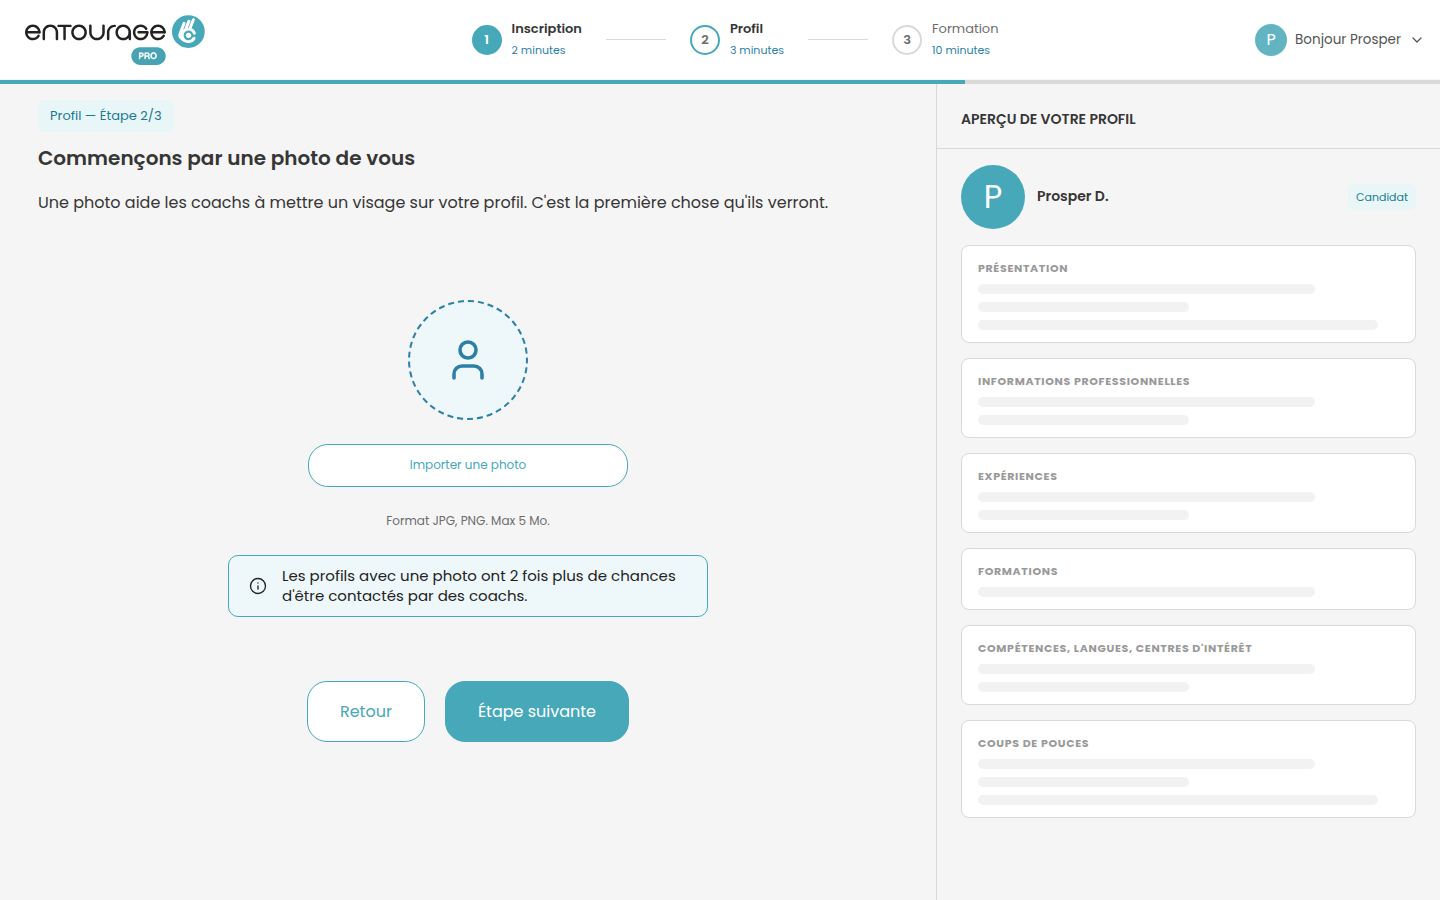 entourage
PRO
1
Inscription
2 minutes
2
Profil
3 minutes
3
Formation
10 minutes
P
Bonjour Prosper
Profil — Étape 2/3
Commençons par une photo de vous
Une photo aide les coachs à mettre un visage sur votre profil. C'est la première chose qu'ils verront.
Importer une photo
Format JPG, PNG. Max 5 Mo.
Les profils avec une photo ont 2 fois plus de chances
d'être contactés par des coachs.
Retour
Étape suivante
APERÇU DE VOTRE PROFIL
P
Prosper D.
Candidat
PRÉSENTATION
INFORMATIONS PROFESSIONNELLES
EXPÉRIENCES
FORMATIONS
COMPÉTENCES, LANGUES, CENTRES D'INTÉRÊT
COUPS DE POUCES